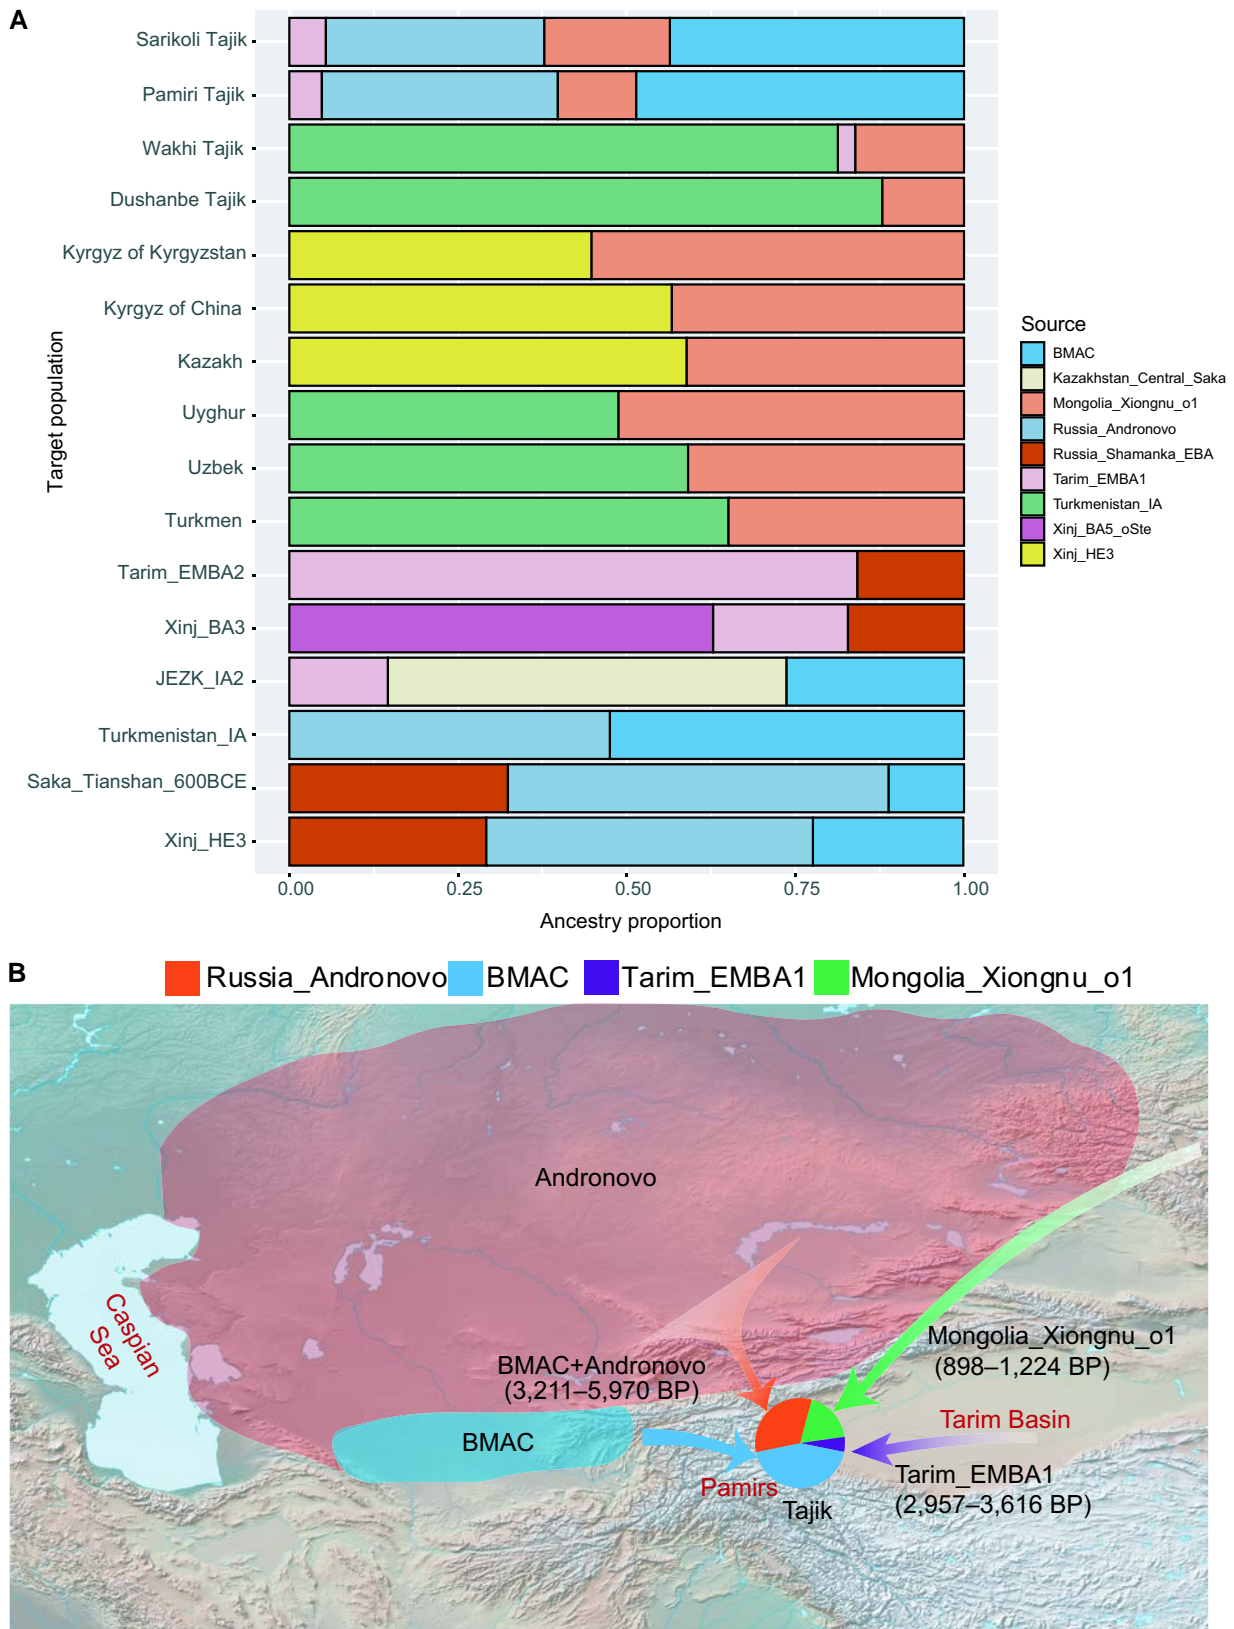 A
Sarikoli Tajik
Pamiri Tajik
Wakhi Tajik
Dushanbe Tajik
Kyrgyz of Kyrgyzstan
Kyrgyz of China
Kazakh
Uyghur
Uzbek
Turkmen
Tarim_EMBA2
Xinj_BA3
JEZK_IA2
Turkmenistan_IA
Saka_Tianshan_600BCE
Xinj_HE3
Target population
0.00 0.25 0.50 0.75 1.00
Ancestry proportion
Source
BMAC
Kazakhstan_Central_Saka
Mongolia_Xiongnu_o1
Russia_Andronovo
Russia_Shamanka_EBA
Tarim_EMBA1
Turkmenistan_IA
Xinj_BA5_oSte
Xinj_HE3
B
Russia_Andronovo BMAC Tarim_EMBA1 Mongolia_Xiongnu_o1
Andronovo
Caspian
Sea
Mongolia_Xiongnu_o1
(898–1,224 BP)
BMAC+Andronovo
(3,211–5,970 BP)
Tarim Basin
BMAC
Tarim_EMBA1
(2,957–3,616 BP)
Pamirs
Tajik